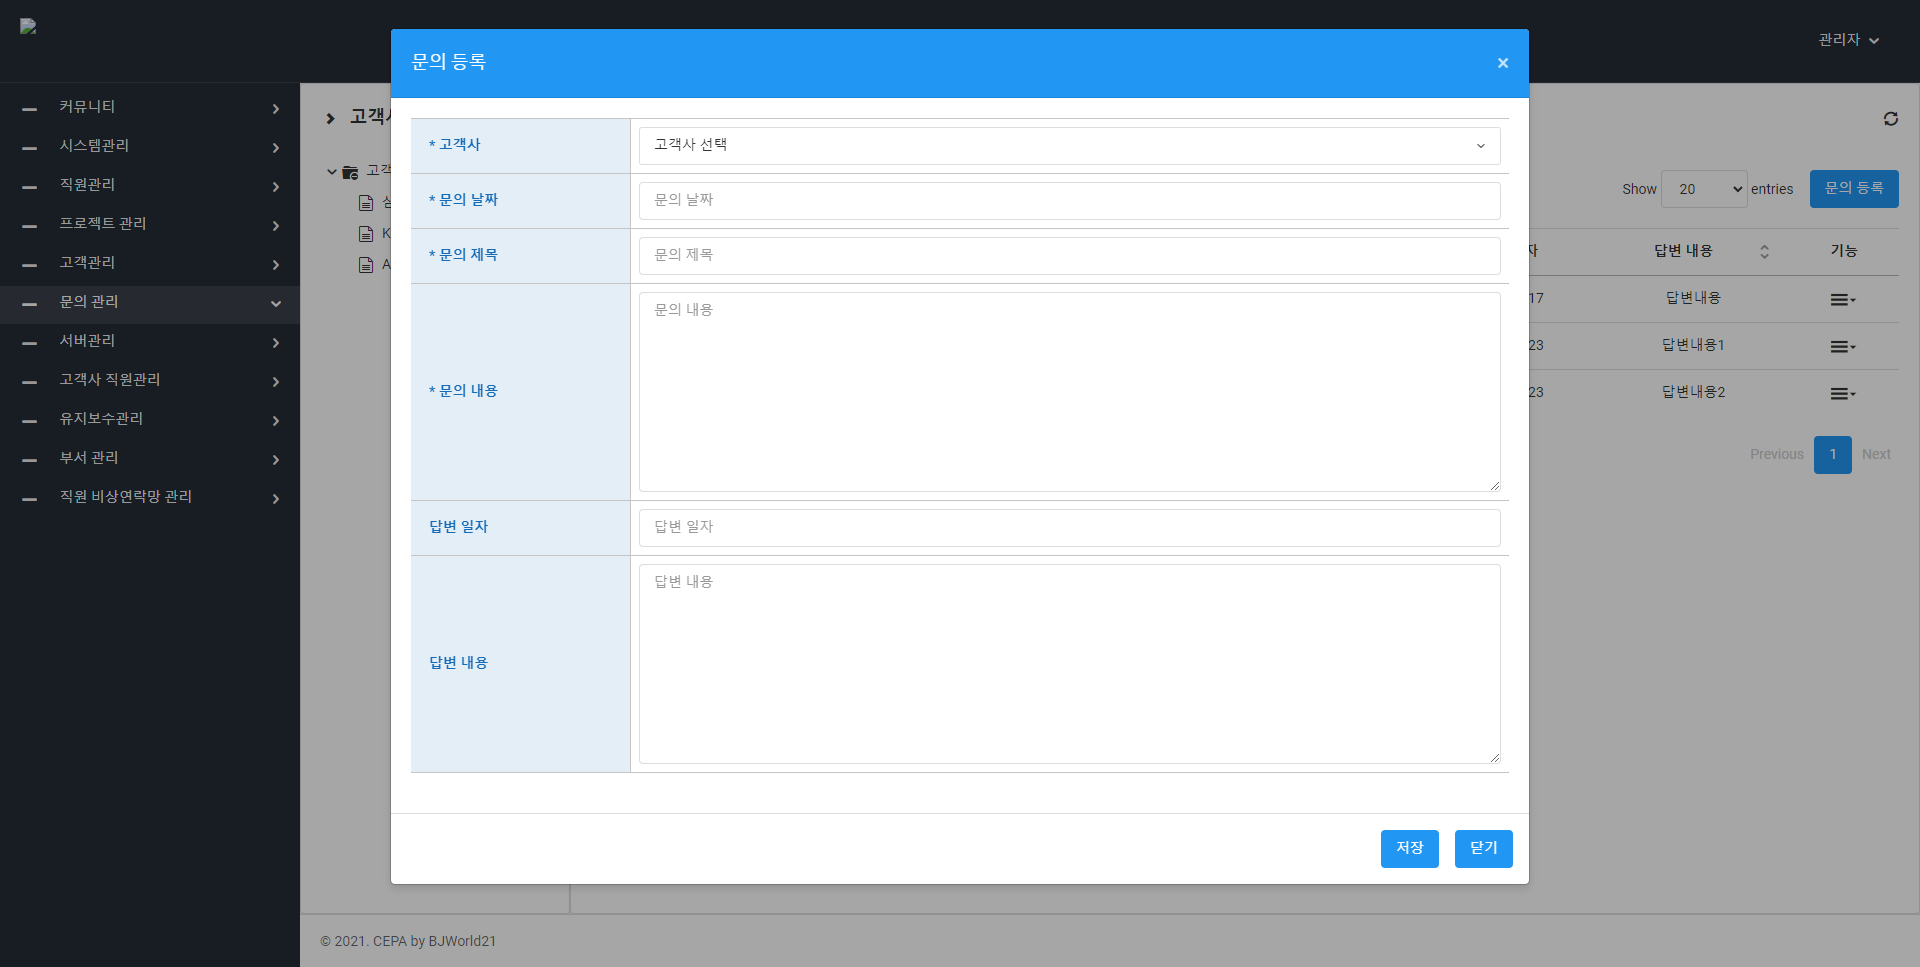 관리자
커뮤니티
시스템관리
직원관리
프로젝트 관리
고객관리
문의 관리
서버관리
고객사 직원관리
유지보수관리
부서 관리
직원 비상연락망 관리
문의 등록
×
* 고객사
고객사 선택
* 문의 날짜
문의 날짜
* 문의 제목
문의 제목
* 문의 내용
문의 내용
답변 일자
답변 일자
답변 내용
답변 내용
저장 닫기
Show 20 entries 문의 등록
답변 내용 기능
17 답변내용
23 답변내용1
23 답변내용2
Previous 1 Next
© 2021. CEPA by BJWorld21